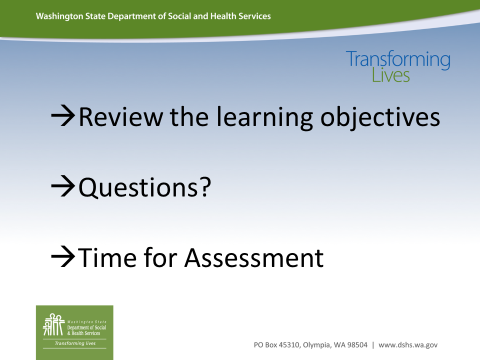 Washington State Department of Social and Health Services
Transforming
Lives
→Review the learning objectives
→Questions?
→Time for Assessment
Washington State
Department of Social
& Health Services
Transforming lives
PO Box 45310, Olympia, WA 98504 | www.dshs.wa.gov